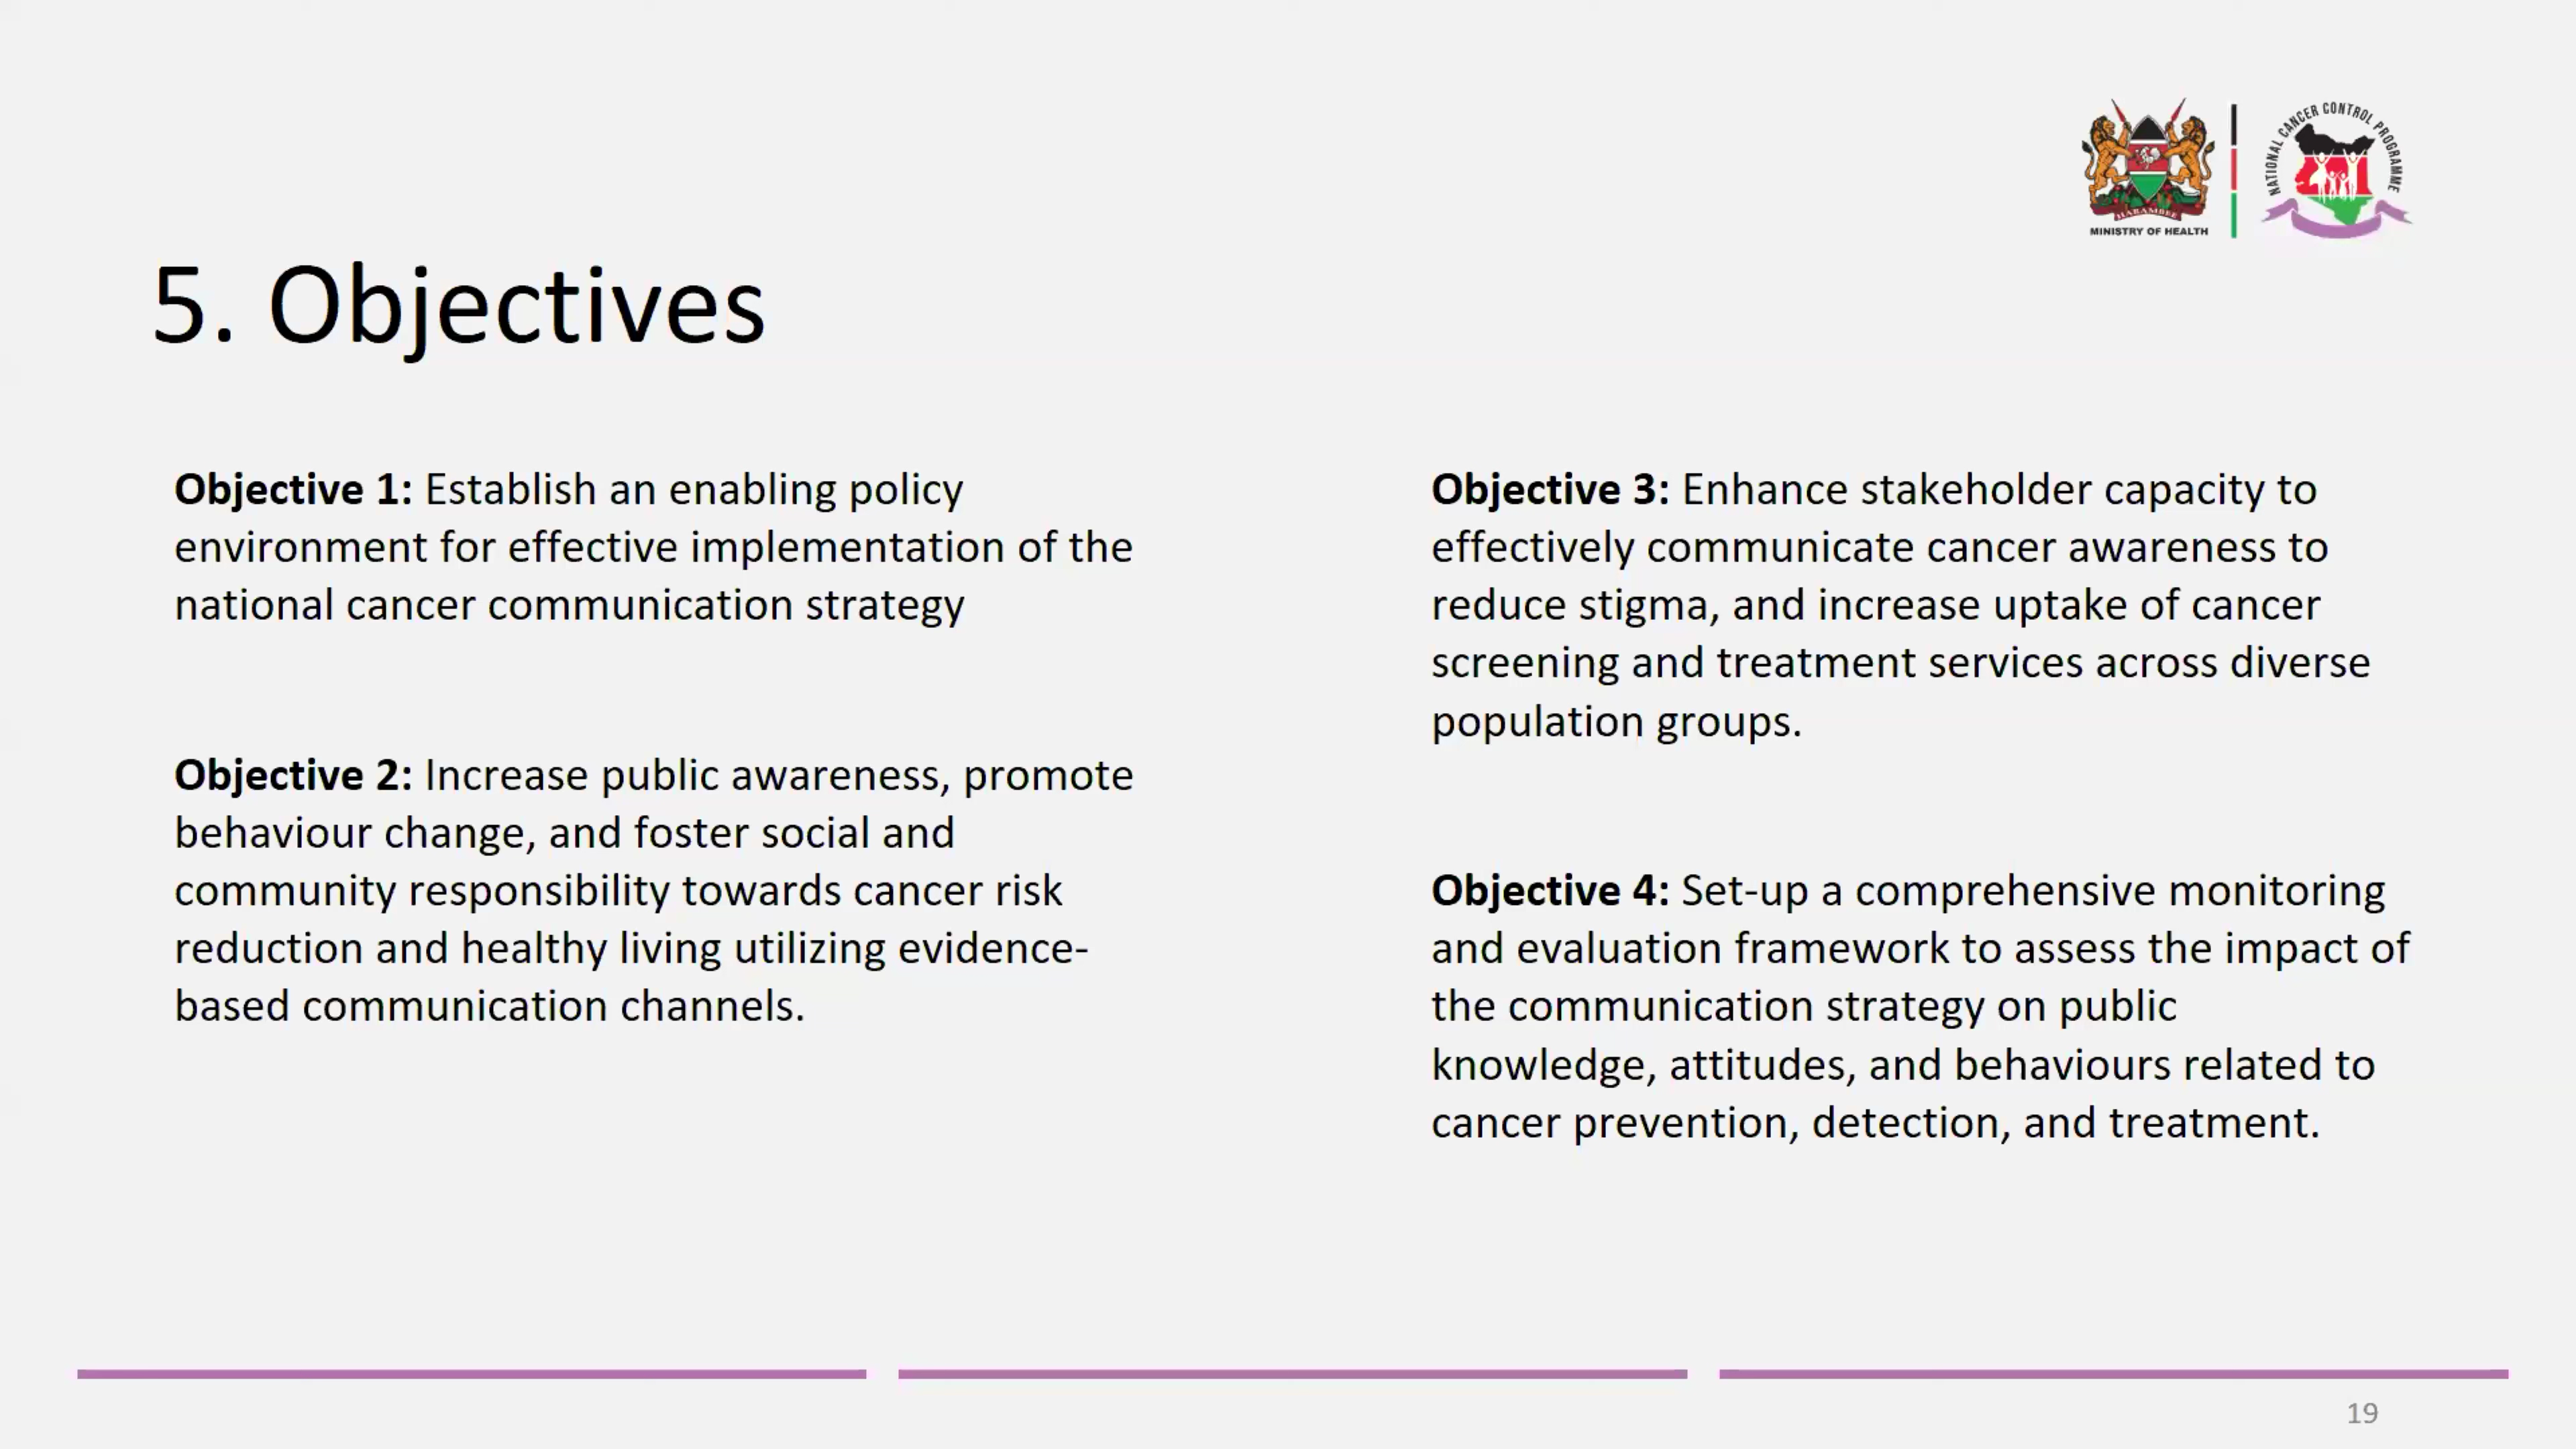 NATIONAL CANCER CONTROL PROGRAMME
HARAMBEE
MINISTRY OF HEALTH
5. Objectives
Objective 1: Establish an enabling policy
environment for effective implementation of the
national cancer communication strategy
Objective 2: Increase public awareness, promote
behaviour change, and foster social and
community responsibility towards cancer risk
reduction and healthy living utilizing evidence-
based communication channels.
Objective 3: Enhance stakeholder capacity to
effectively communicate cancer awareness to
reduce stigma, and increase uptake of cancer
screening and treatment services across diverse
population groups.
Objective 4: Set-up a comprehensive monitoring
and evaluation framework to assess the impact of
the communication strategy on public
knowledge, attitudes, and behaviours related to
cancer prevention, detection, and treatment.
19